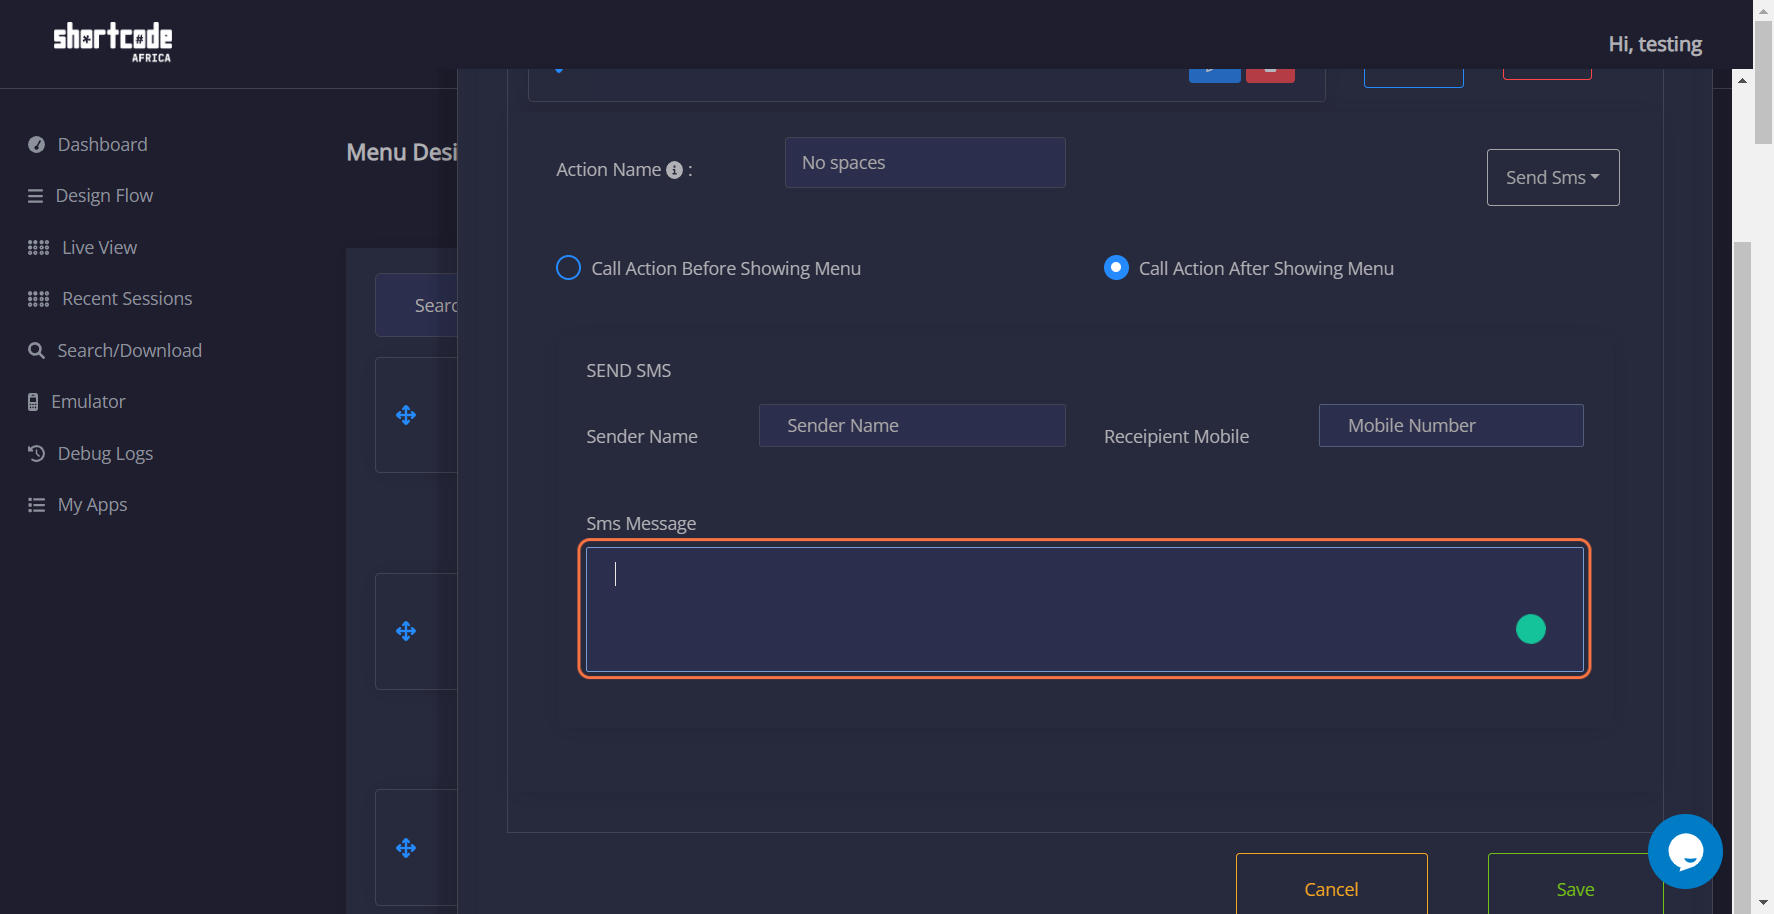 shortcode
AFRICA
Hi, testing
Dashboard
Design Flow
Live View
Recent Sessions
Search/Download
Emulator
Debug Logs
My Apps
Menu Desi
Searc
Action Name :
No spaces
Send Sms
Call Action Before Showing Menu
Call Action After Showing Menu
SEND SMS
Sender Name
Sender Name
Receipient Mobile
Mobile Number
Sms Message
Cancel
Save